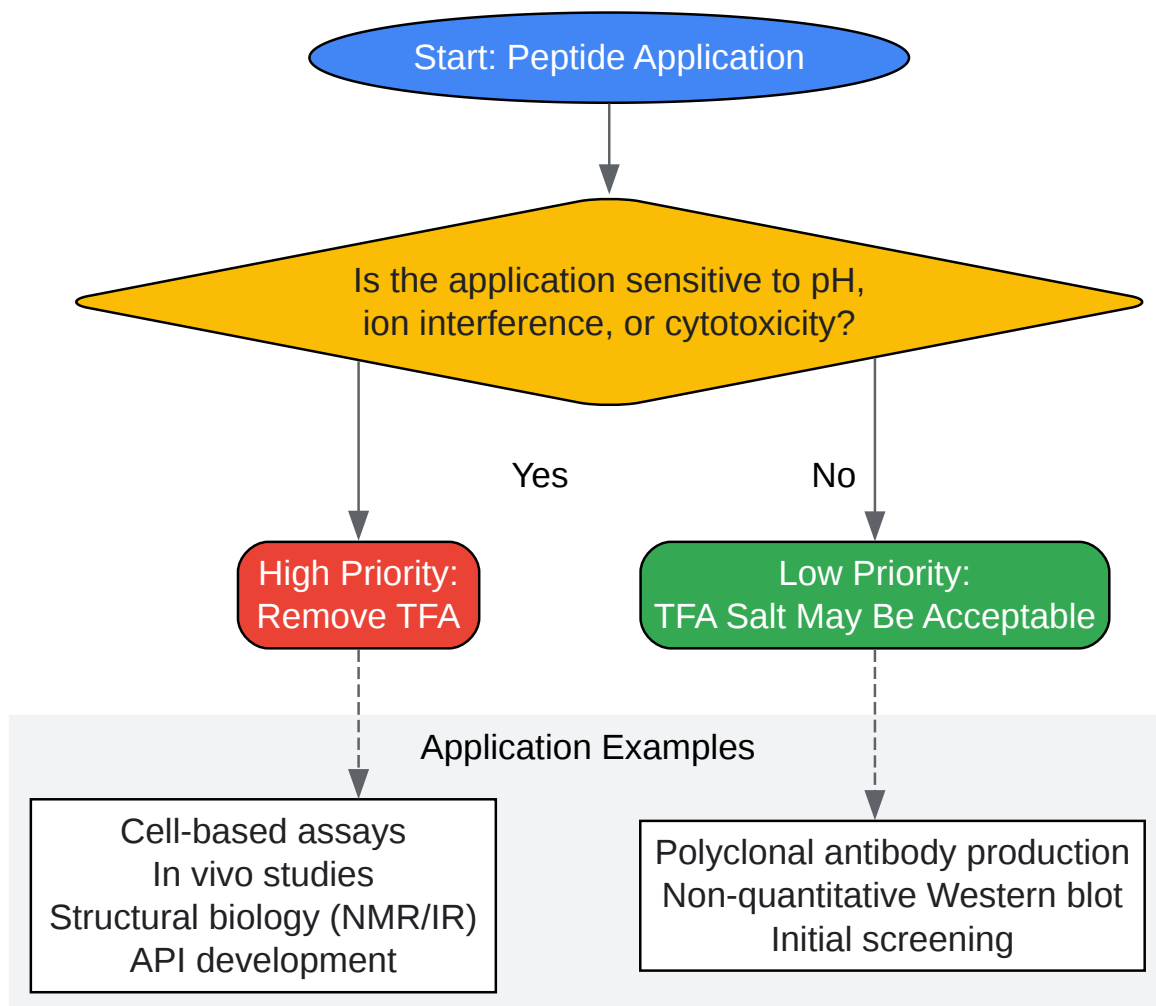 Start: Peptide Application
Is the application sensitive to pH,
ion interference, or cytotoxicity?
Yes
No
High Priority:
Remove TFA
Low Priority:
TFA Salt May Be Acceptable
Application Examples
Cell-based assays
In vivo studies
Structural biology (NMR/IR)
API development
Polyclonal antibody production
Non-quantitative Western blot
Initial screening